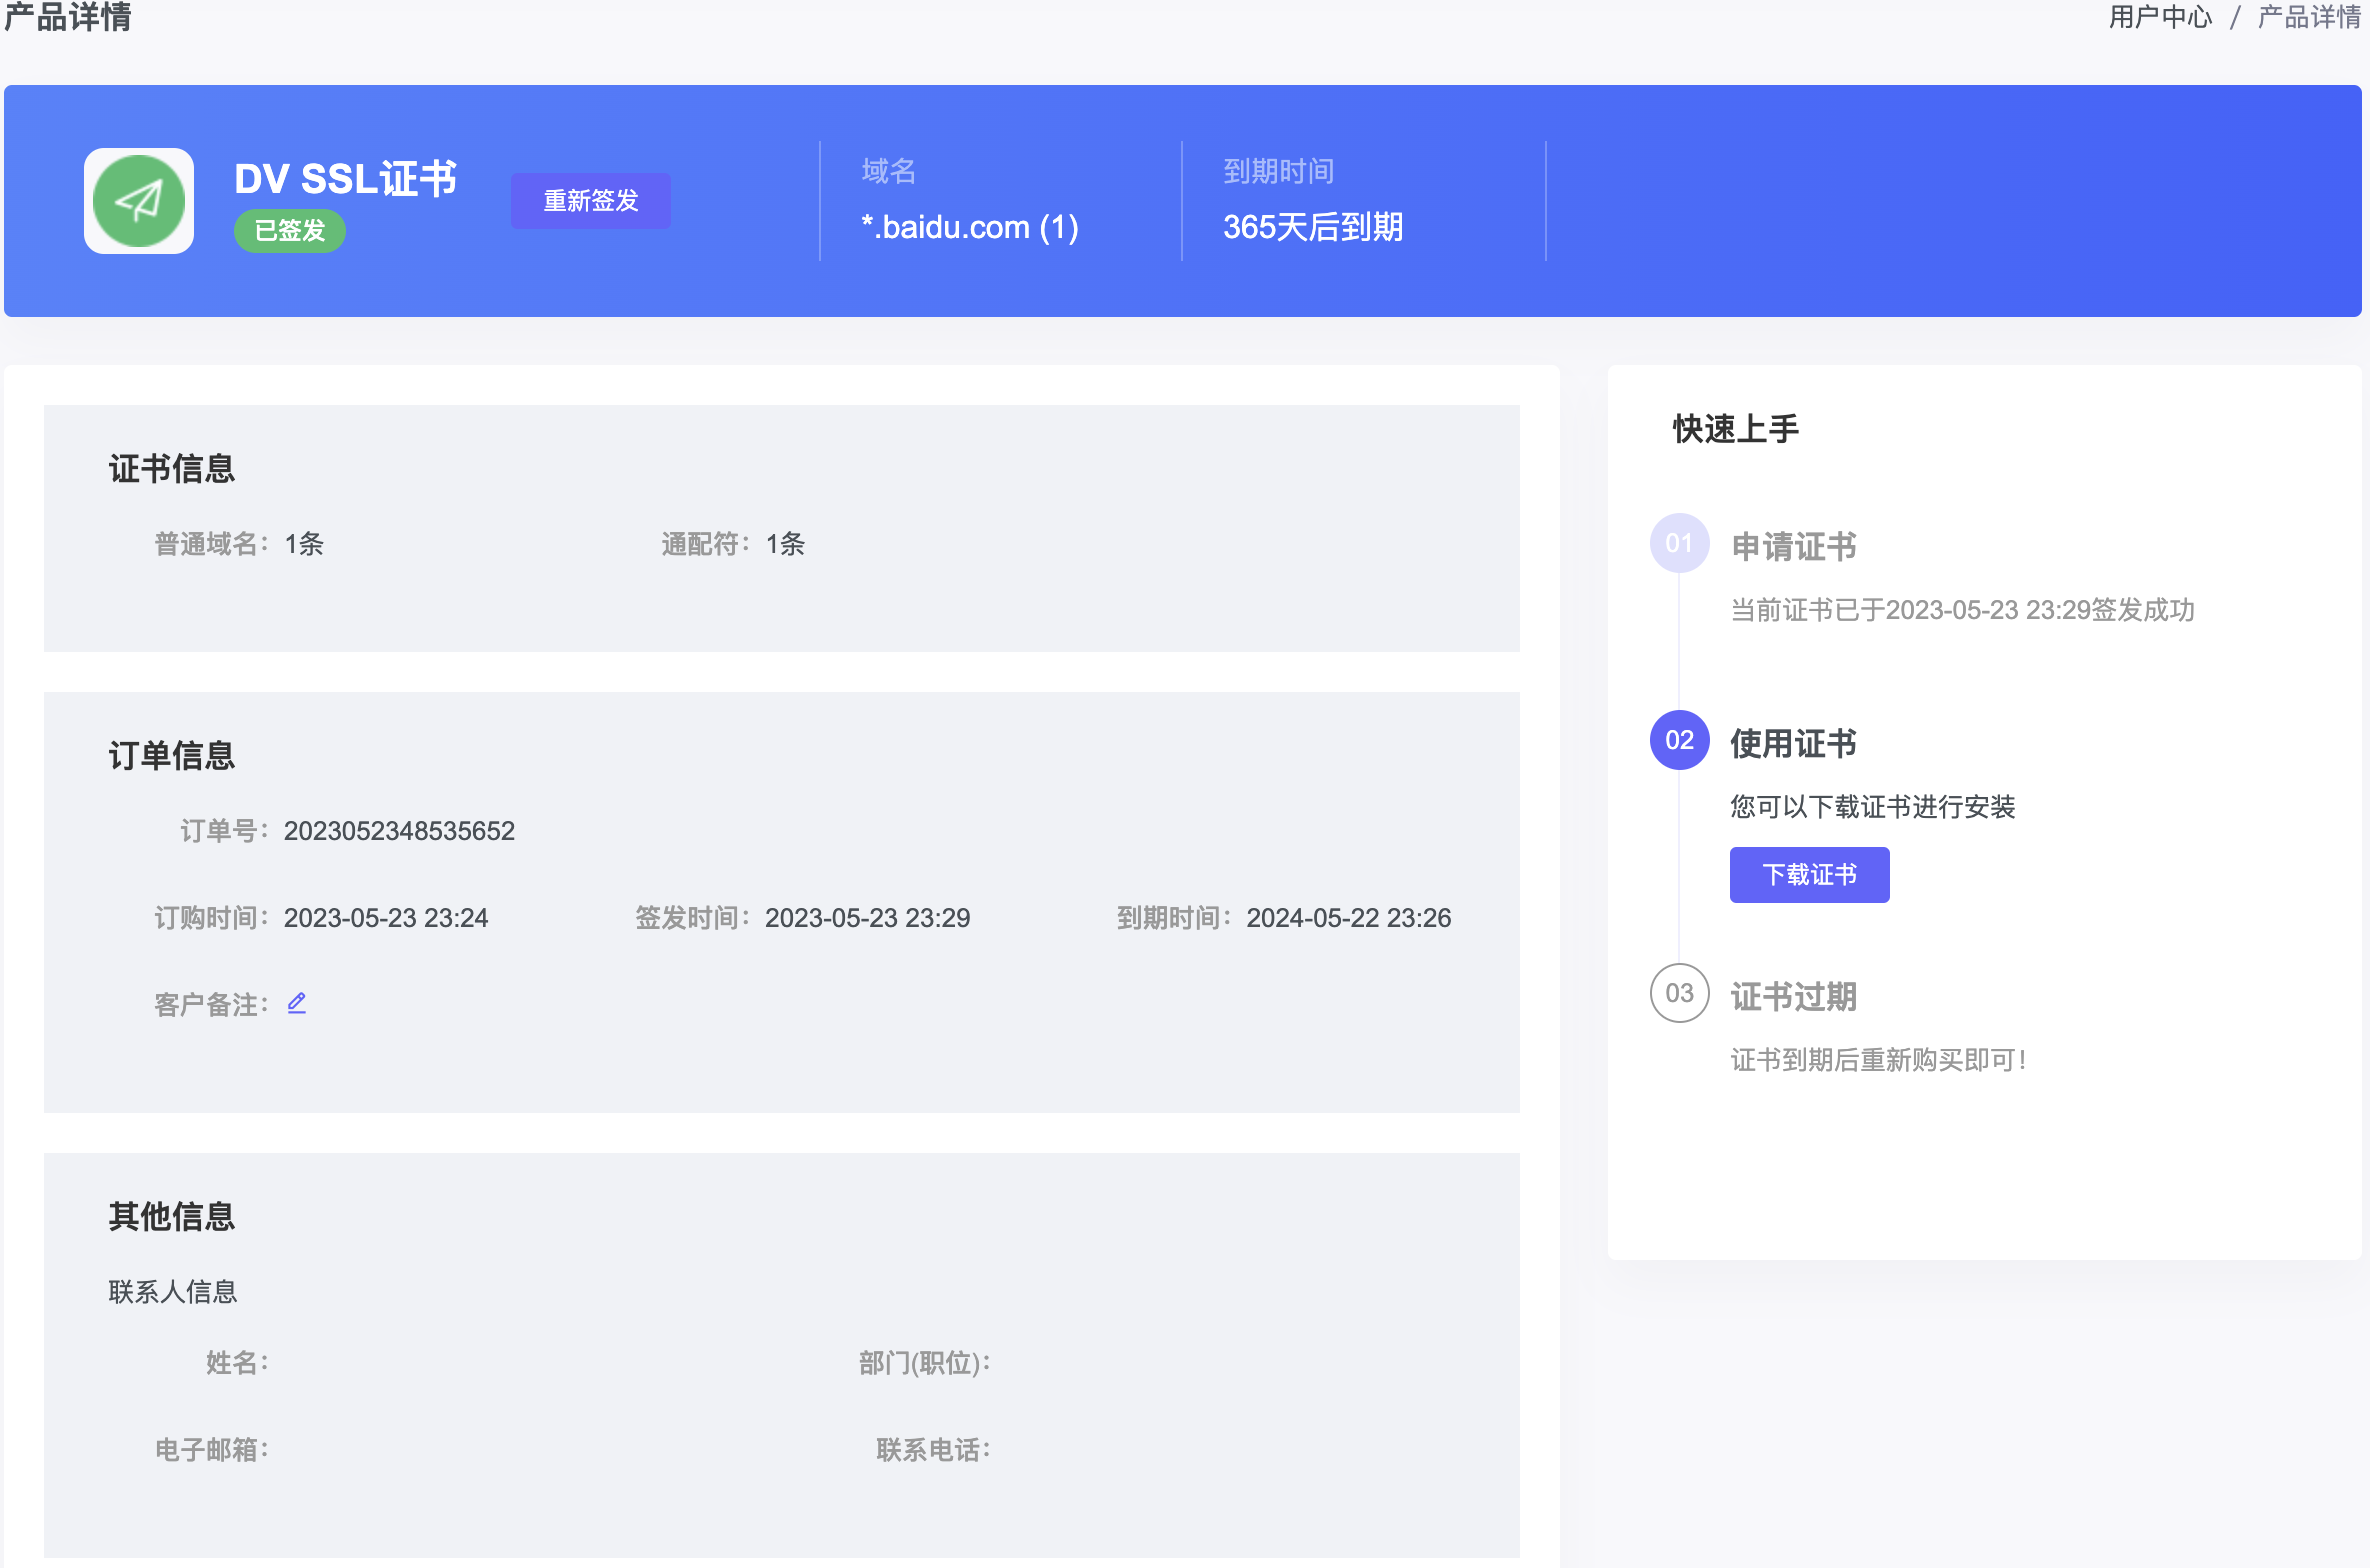 产品详情
用户中心 / 产品详情
DV SSL证书
已签发
重新签发
域名
*.baidu.com (1)
到期时间
365天后到期
证书信息
普通域名： 1条
通配符： 1条
订单信息
订单号： 2023052348535652
订购时间： 2023-05-23 23:24
签发时间： 2023-05-23 23:29
到期时间： 2024-05-22 23:26
客户备注：
其他信息
联系人信息
姓名：
部门(职位)：
电子邮箱：
联系电话：
快速上手
01 申请证书
当前证书已于2023-05-23 23:29签发成功
02 使用证书
您可以下载证书进行安装
下载证书
03 证书过期
证书到期后重新购买即可！